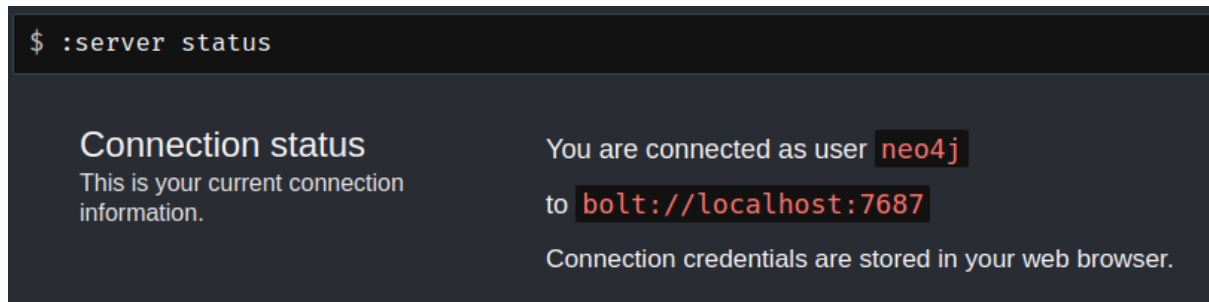 $ :server status
Connection status
This is your current connection
information.
You are connected as user neo4j
to bolt://localhost:7687
Connection credentials are stored in your web browser.